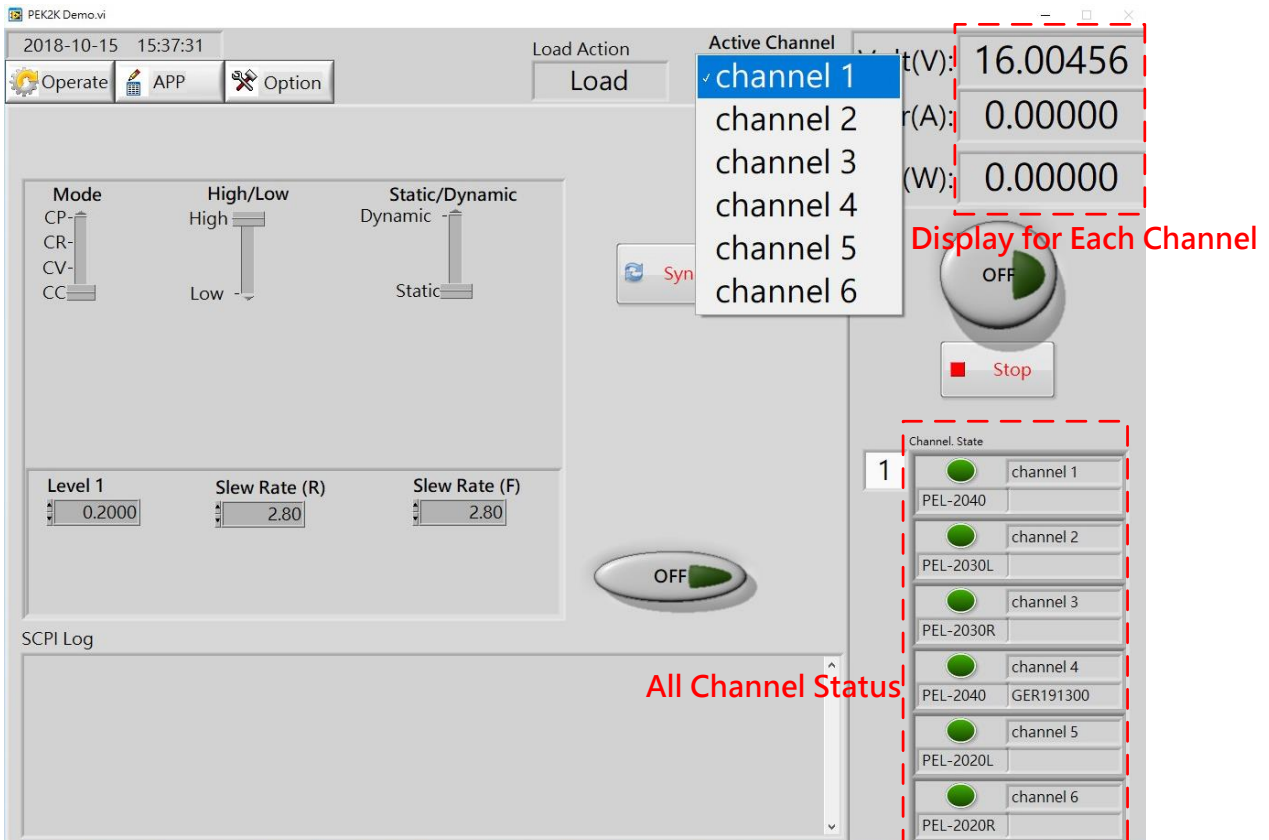 PEK2K Demo.vi
2018-10-15 15:37:31
Operate APP Option
Load Action
Load
Active Channel
channel 1
channel 2
channel 3
channel 4
channel 5
channel 6
t(V): 16.00456
r(A): 0.00000
(W): 0.00000
Display for Each Channel
Mode
CP
CR
CV
CC
High/Low
High
Low
Static/Dynamic
Dynamic
Static
Syn
OFF
Stop
Level 1
0.2000
Slew Rate (R)
2.80
Slew Rate (F)
2.80
OFF
SCPI Log
All Channel Status
Channel. State
1
channel 1
PEL-2040
channel 2
PEL-2030L
channel 3
PEL-2030R
channel 4
PEL-2040 GER191300
channel 5
PEL-2020L
channel 6
PEL-2020R